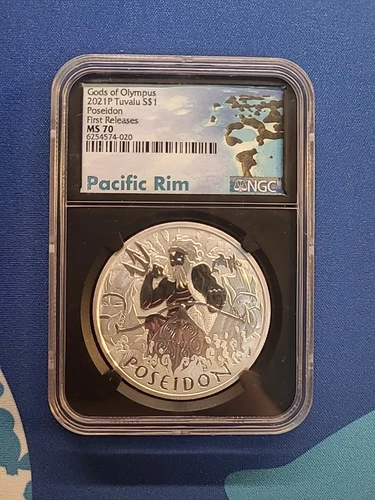 Gods of Olympus
2021P Tuvalu S$1
Poseidon
First Releases
MS 70
6254574-020
Pacific Rim
NGC
POSEIDON